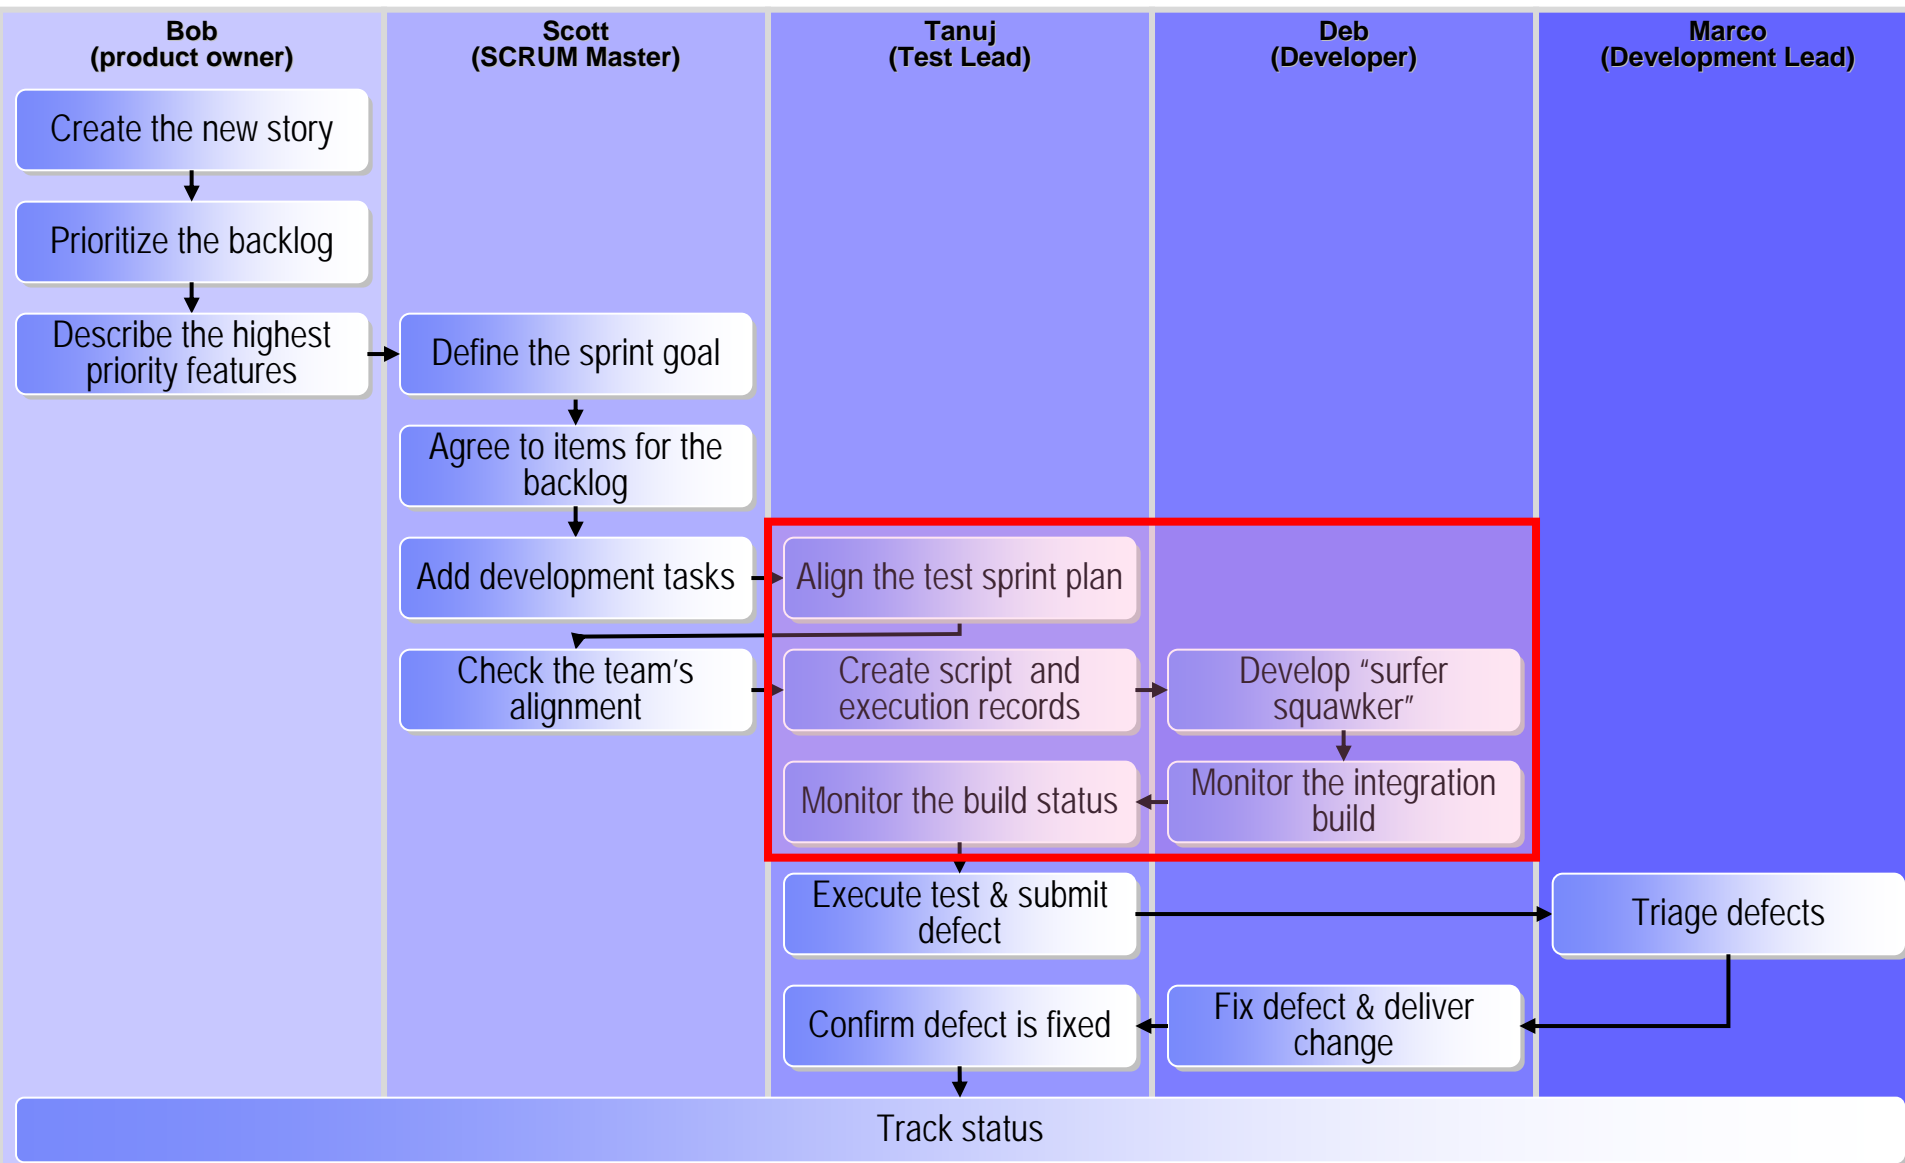 Bob
(product owner)
Scott
(SCRUM Master)
Tanuj
(Test Lead)
Deb
(Developer)
Marco
(Development Lead)
Create the new story
Prioritize the backlog
Describe the highest
priority features
Define the sprint goal
Agree to items for the
backlog
Add development tasks
Align the test sprint plan
Check the team’s
alignment
Create script  and
execution records
Develop “surfer
squawker”
Monitor the build status
Monitor the integration
build
Execute test & submit
defect
Triage defects
Confirm defect is fixed
Fix defect & deliver
change
Track status